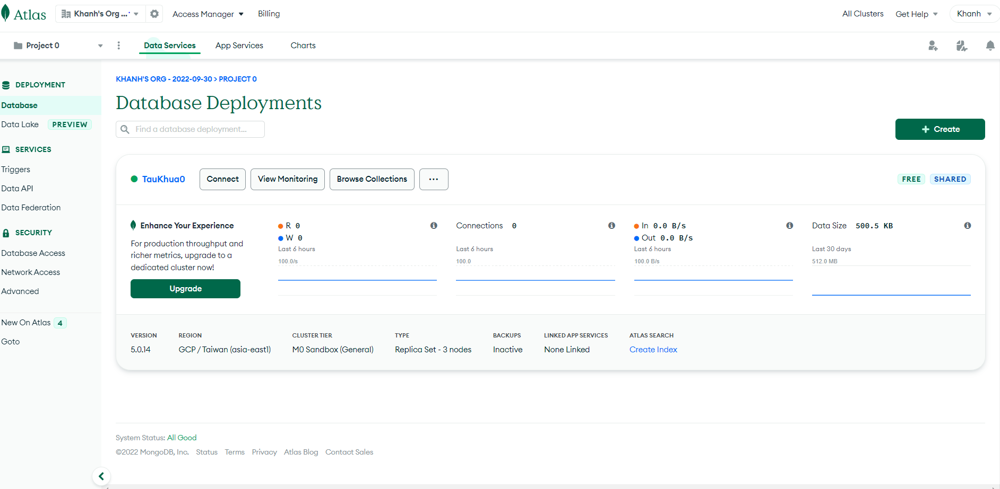 Atlas
Khanh's Org ...
Access Manager
Billing
All Clusters
Get Help
Khanh
Project 0
Data Services
App Services
Charts
DEPLOYMENT
Database
Data Lake PREVIEW
SERVICES
Triggers
Data API
Data Federation
SECURITY
Database Access
Network Access
Advanced
New On Atlas 4
Goto
KHANH'S ORG - 2022-09-30 > PROJECT 0
Database Deployments
Find a database deployment...
+ Create
TauKhua0
Connect
View Monitoring
Browse Collections
...
FREE
SHARED
Enhance Your Experience
For production throughput and
richer metrics, upgrade to a
dedicated cluster now!
Upgrade
R 0
W 0
Last 6 hours
100.0/s
Connections 0
Last 6 hours
100.0
In 0.0 B/s
Out 0.0 B/s
Last 6 hours
100.0 B/s
Data Size 500.5 KB
Last 30 days
512.0 MB
VERSION
5.0.14
REGION
GCP / Taiwan (asia-east1)
CLUSTER TIER
M0 Sandbox (General)
TYPE
Replica Set - 3 nodes
BACKUPS
Inactive
LINKED APP SERVICES
None Linked
ATLAS SEARCH
Create Index
System Status: All Good
©2022 MongoDB, Inc. Status Terms Privacy Atlas Blog Contact Sales